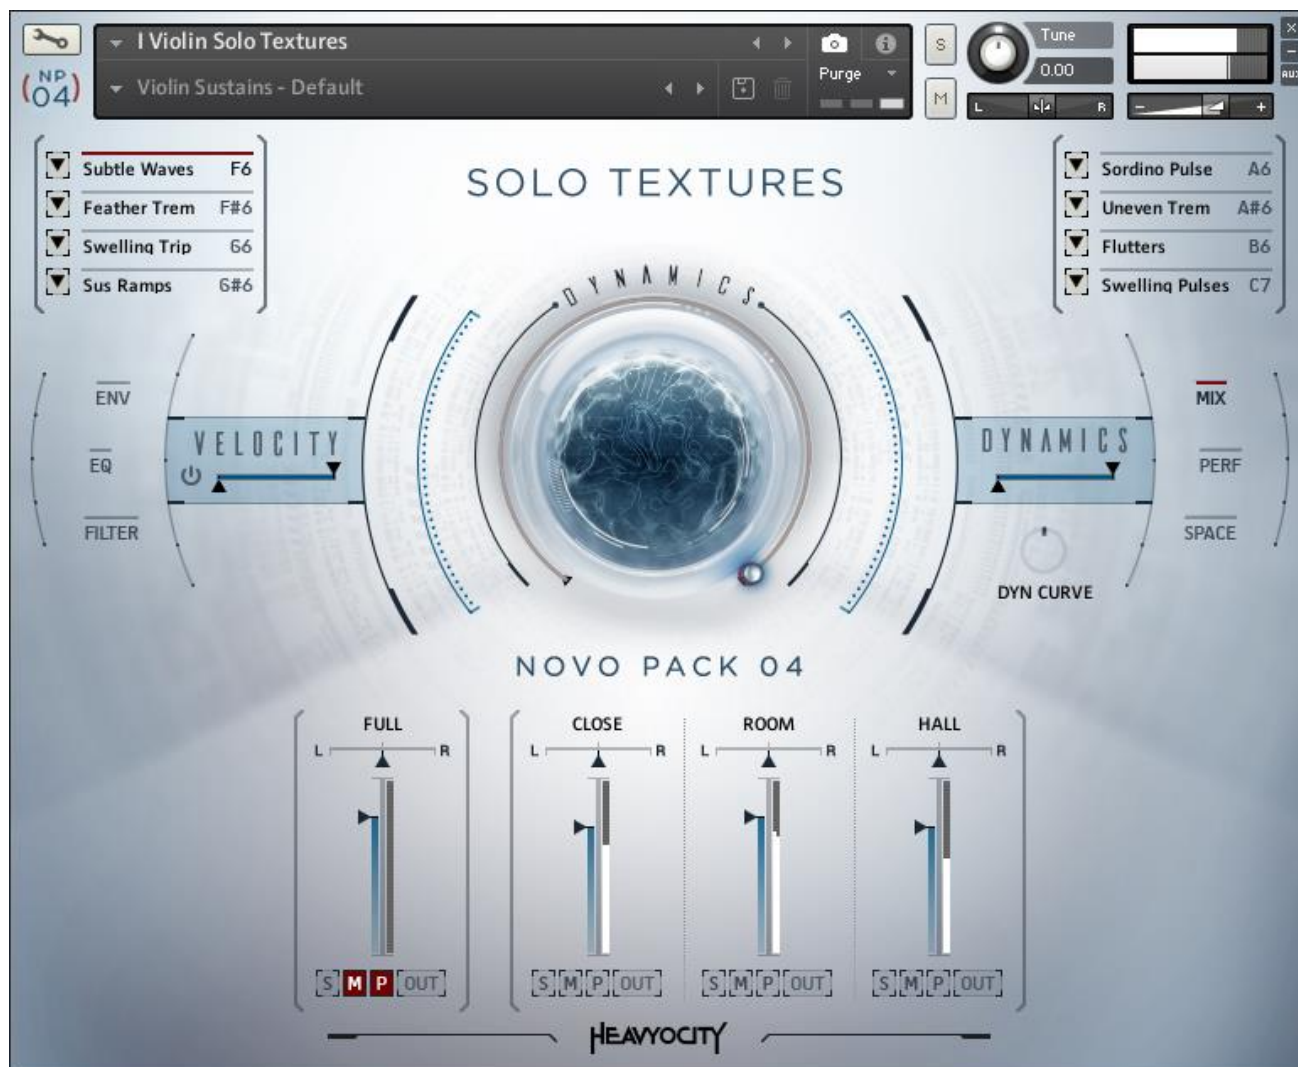 I Violin Solo Textures
S
Tune
X
NP
04
Violin Sustains - Default
Purge
M
0.00
AUX
L R
- +
Subtle Waves F6
Feather Trem F#6
Swelling Trip G6
Sus Ramps G#6
SOLO TEXTURES
Sordino Pulse A6
Uneven Trem A#6
Flutters B6
Swelling Pulses C7
DYNAMICS
ENV
EQ
FILTER
VELOCITY
DYNAMICS
DYN CURVE
MIX
PERF
SPACE
NOVO PACK 04
FULL
L R
S M P OUT
CLOSE
L R
S M P OUT
ROOM
L R
S M P OUT
HALL
L R
S M P OUT
HEAVYOCITY